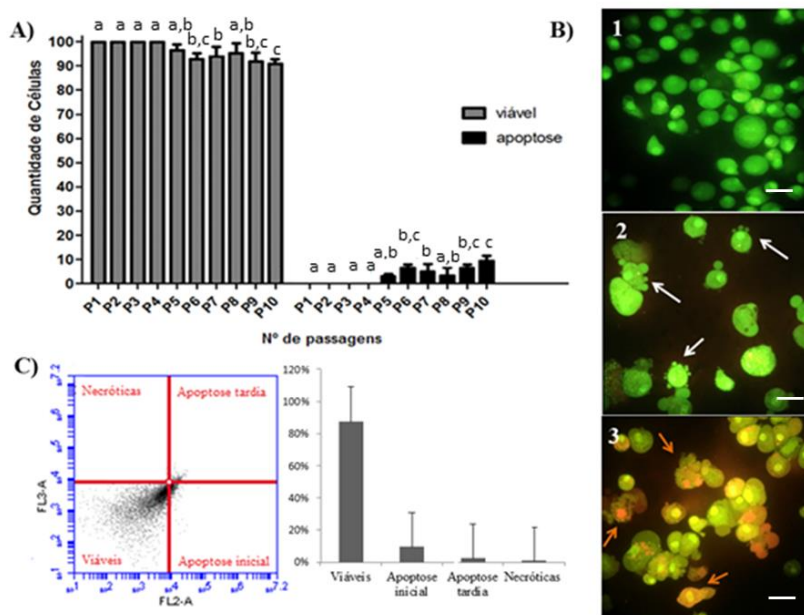 A)
a a a a a,b b,c b a,b b,c c
Quantidade de Células
100
90
80
70
60
50
40
30
20
10
0
viável
apoptose
a a a a a,b b,c b a,b b,c c
P1 P2 P3 P4 P5 P6 P7 P8 P9 P10 P1 P2 P3 P4 P5 P6 P7 P8 P9 P10
Nº de passagens
B)
1
2
3
C)
Necróticas
Apoptose tardia
Viáveis
Apoptose inicial
FL3-A
FL2-A
120%
100%
80%
60%
40%
20%
0%
Viáveis
Apoptose
inicial
Apoptose
tardia
Necróticas